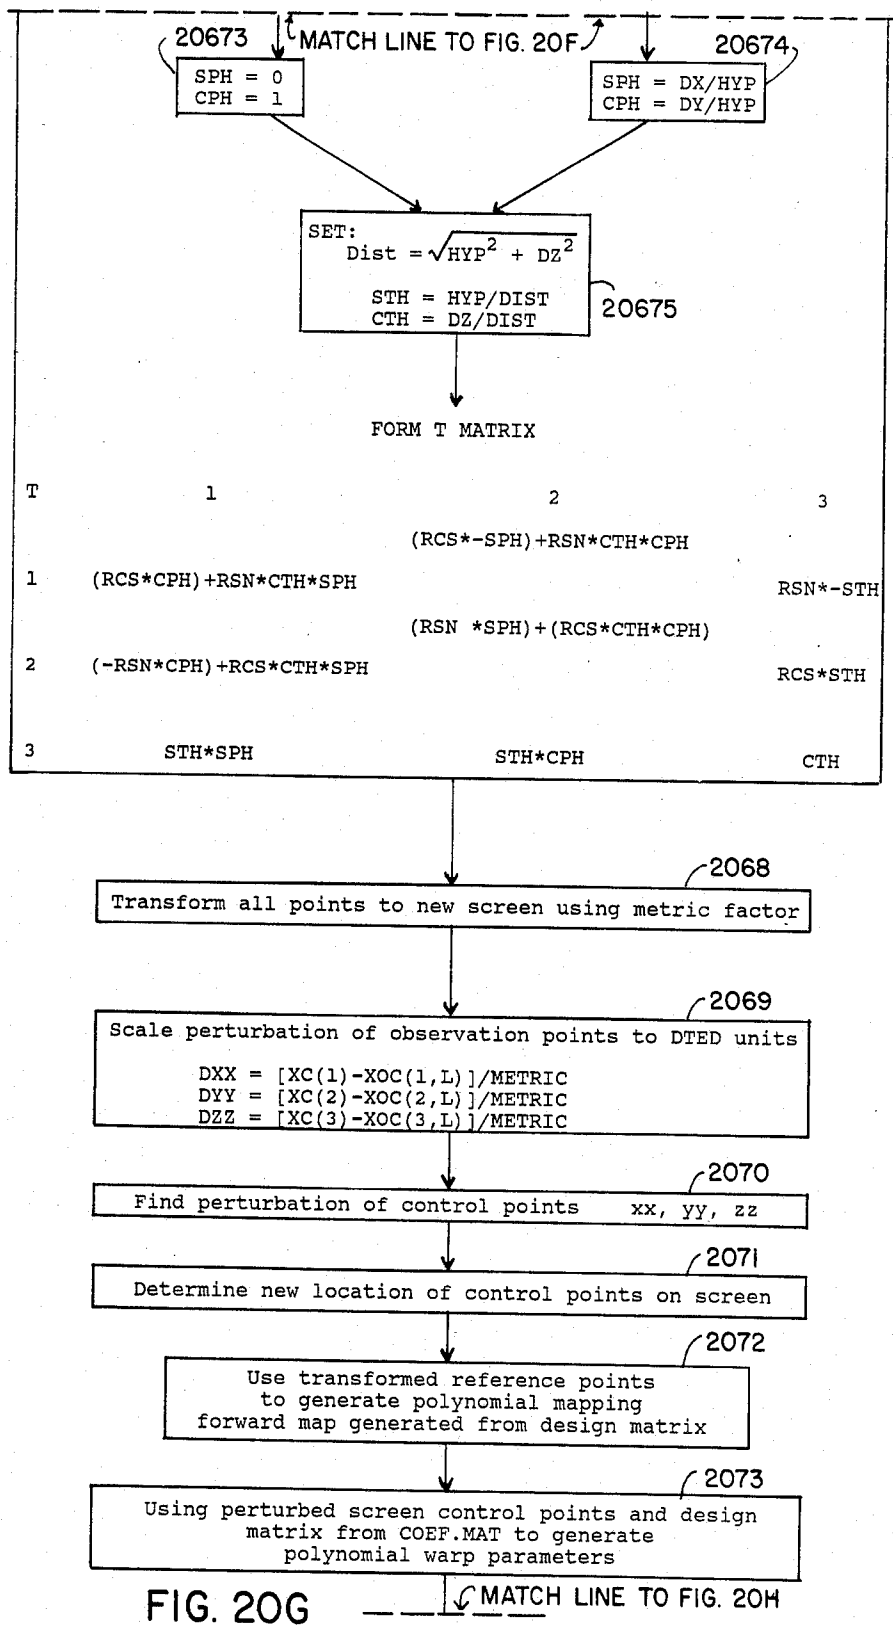 MATCH LINE TO FIG. 20F
20673
20674
SPH = 0
CPH = 1
SPH = DX/HYP
CPH = DY/HYP
SET:
Dist = √HYP² + DZ²
STH = HYP/DIST
CTH = DZ/DIST
20675
FORM T MATRIX
T 1 2 3
(RCS*-SPH)+RSN*CTH*CPH
1 (RCS*CPH)+RSN*CTH*SPH RSN*-STH
(RSN *SPH)+(RCS*CTH*CPH)
2 (-RSN*CPH)+RCS*CTH*SPH RCS*STH
3 STH*SPH STH*CPH CTH
2068
Transform all points to new screen using metric factor
2069
Scale perturbation of observation points to DTED units
DXX = [XC(1)-XOC(1,L)]/METRIC
DYY = [XC(2)-XOC(2,L)]/METRIC
DZZ = [XC(3)-XOC(3,L)]/METRIC
2070
Find perturbation of control points xx, yy, zz
2071
Determine new location of control points on screen
2072
Use transformed reference points
to generate polynomial mapping
forward map generated from design matrix
2073
Using perturbed screen control points and design
matrix from COEF.MAT to generate
polynomial warp parameters
FIG. 20G
MATCH LINE TO FIG. 20H